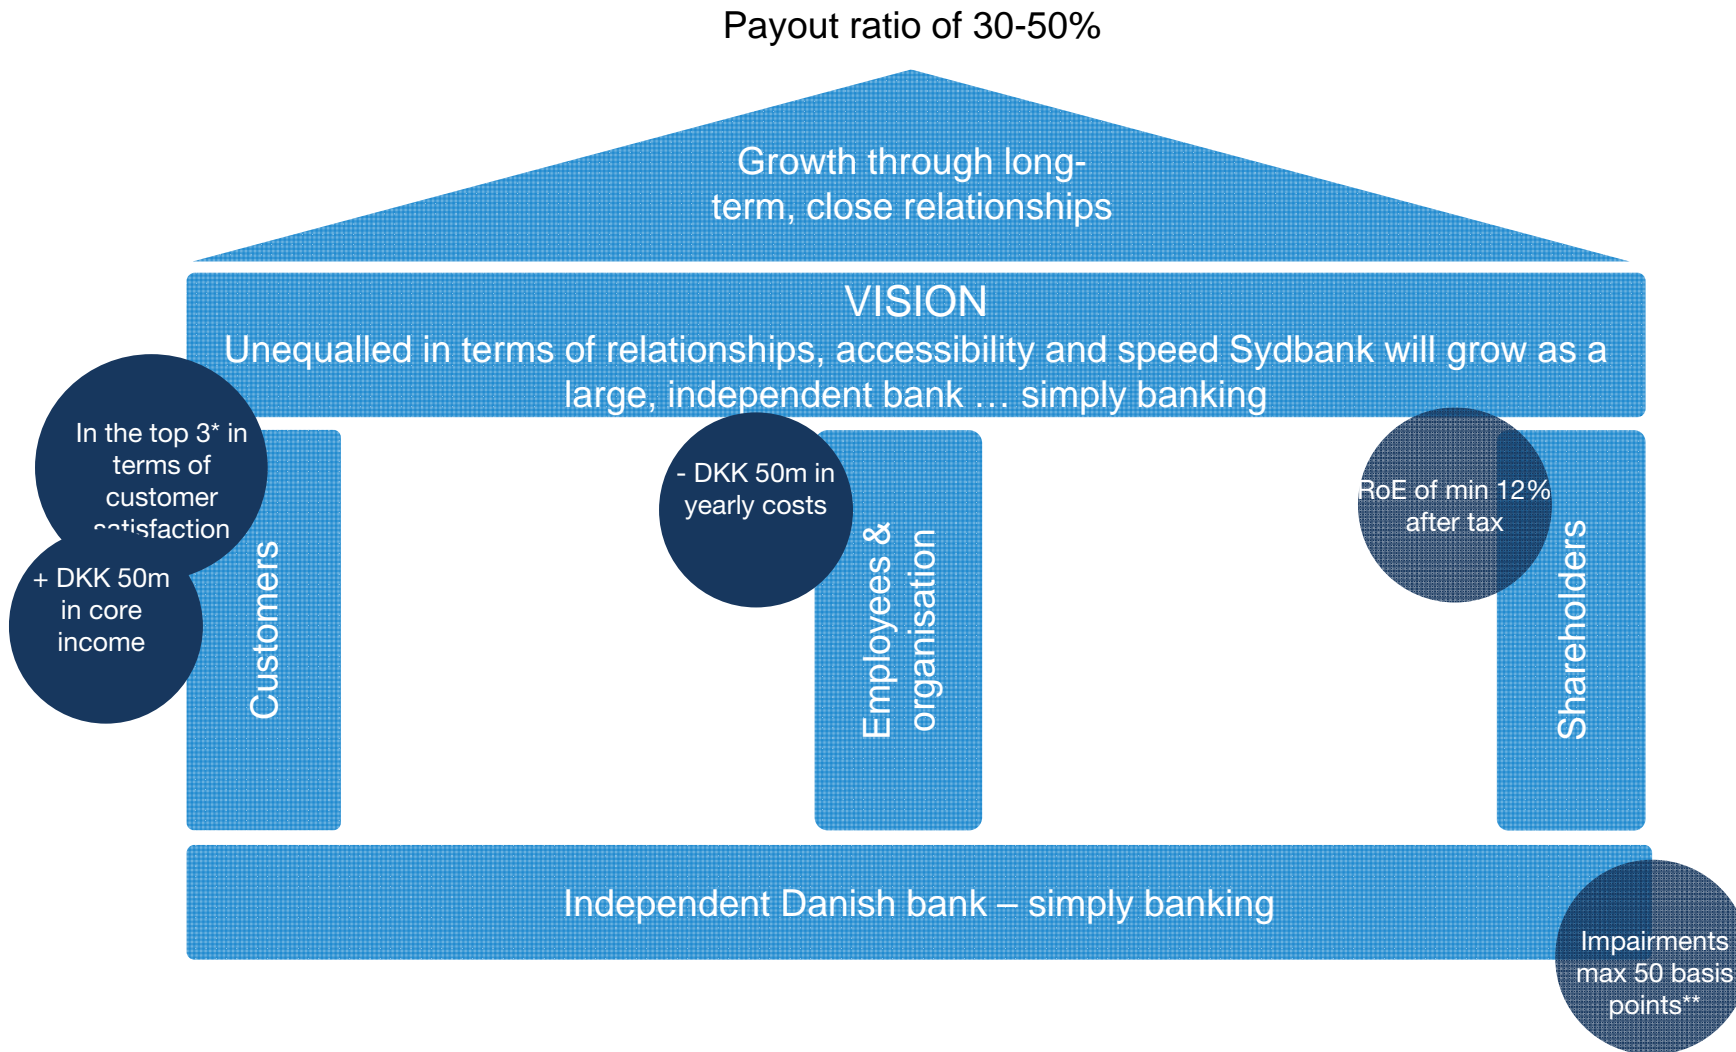 Payout ratio of 30-50%
Growth through long-
term, close relationships
VISION
Unequalled in terms of relationships, accessibility and speed Sydbank will grow as a
large, independent bank … simply banking
In the top 3* in
terms of
customer
satisfaction
+ DKK 50m
in core
income
Customers
- DKK 50m in
yearly costs
Employees &
organisation
RoE of min 12%
after tax
Shareholders
Independent Danish bank – simply banking
Impairments
max 50 basis
points**